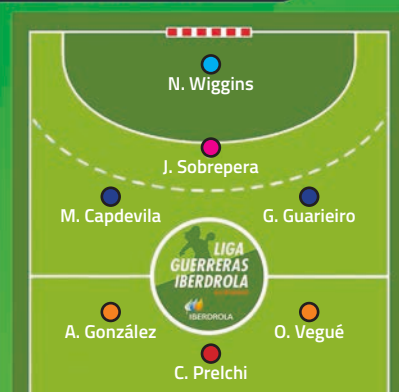 N. Wiggins
J. Sobrepera
M. Capdevila
G. Guarieiro
LIGA
GUERRERAS
IBERDROLA
IBERDROLA
A. González
O. Vegué
C. Prelchi